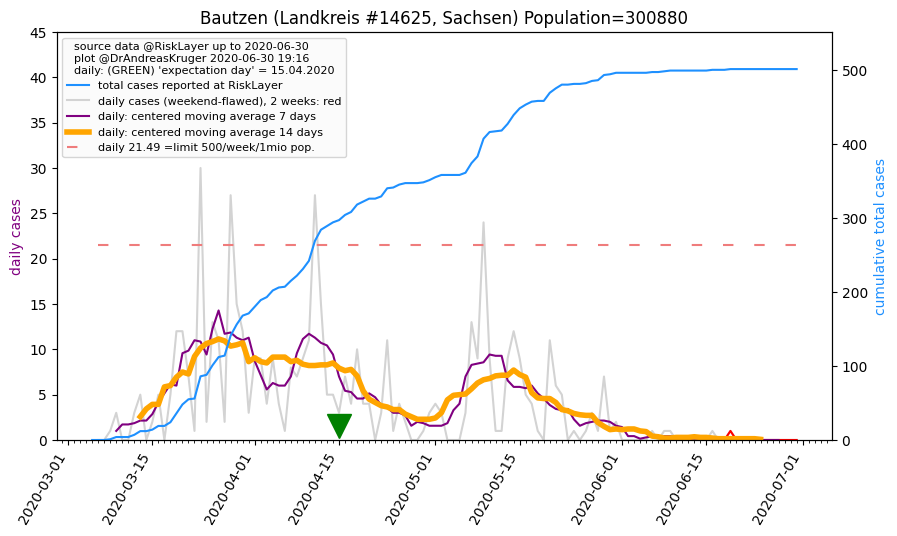 Bautzen (Landkreis #14625, Sachsen) Population=300880
source data @RiskLayer up to 2020-06-30
plot @DrAndreasKruger 2020-06-30 19:16
daily: (GREEN) 'expectation day' = 15.04.2020
total cases reported at RiskLayer
daily cases (weekend-flawed), 2 weeks: red
daily: centered moving average 7 days
daily: centered moving average 14 days
daily 21.49 =limit 500/week/1mio pop.
daily cases
45
40
35
30
25
20
15
10
5
0
500
400
300
200
100
0
cumulative total cases
2020-03-01
2020-03-15
2020-04-01
2020-04-15
2020-05-01
2020-05-15
2020-06-01
2020-06-15
2020-07-01